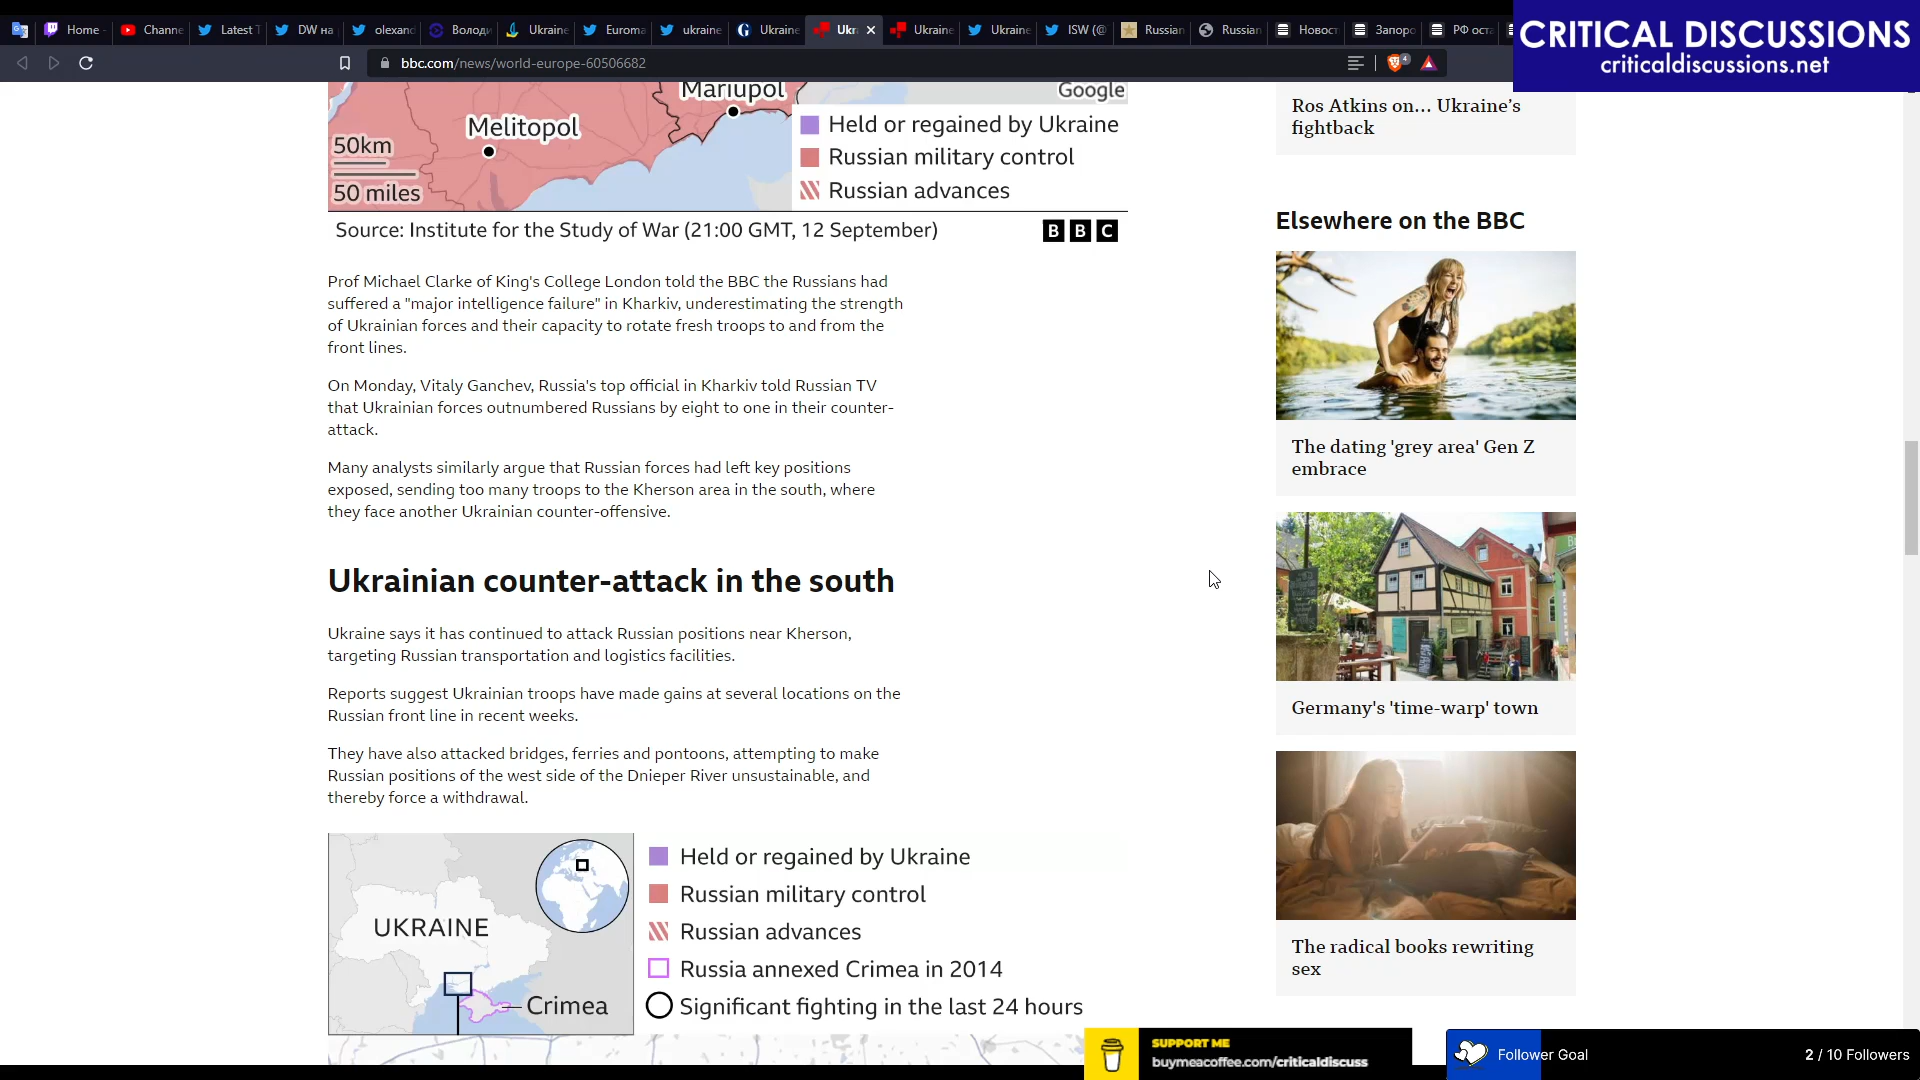 Home
Channe
Latest T
DW на
olexand
Володи
Ukraine
Euroma
ukraine
Ukraine
Ukr
Ukraine
Ukraine
ISW (@
Russian
Russian
Новост
Запоро
РФ оста
CRITICAL DISCUSSIONS
criticaldiscussions.net
bbc.com/news/world-europe-60506682
4
Mariupol
Google
Melitopol
50km
50 miles
Held or regained by Ukraine
Russian military control
Russian advances
Source: Institute for the Study of War (21:00 GMT, 12 September)
BBC
Prof Michael Clarke of King's College London told the BBC the Russians had
suffered a "major intelligence failure" in Kharkiv, underestimating the strength
of Ukrainian forces and their capacity to rotate fresh troops to and from the
front lines.
On Monday, Vitaly Ganchev, Russia's top official in Kharkiv told Russian TV
that Ukrainian forces outnumbered Russians by eight to one in their counter-
attack.
Many analysts similarly argue that Russian forces had left key positions
exposed, sending too many troops to the Kherson area in the south, where
they face another Ukrainian counter-offensive.
Ukrainian counter-attack in the south
Ukraine says it has continued to attack Russian positions near Kherson,
targeting Russian transportation and logistics facilities.
Reports suggest Ukrainian troops have made gains at several locations on the
Russian front line in recent weeks.
They have also attacked bridges, ferries and pontoons, attempting to make
Russian positions of the west side of the Dnieper River unsustainable, and
thereby force a withdrawal.
UKRAINE
Crimea
Held or regained by Ukraine
Russian military control
Russian advances
Russia annexed Crimea in 2014
Significant fighting in the last 24 hours
Ros Atkins on… Ukraine's
fightback
Elsewhere on the BBC
The dating 'grey area' Gen Z
embrace
Germany's 'time-warp' town
The radical books rewriting
sex
SUPPORT ME
buymeacoffee.com/criticaldiscuss
Follower Goal
2 / 10 Followers